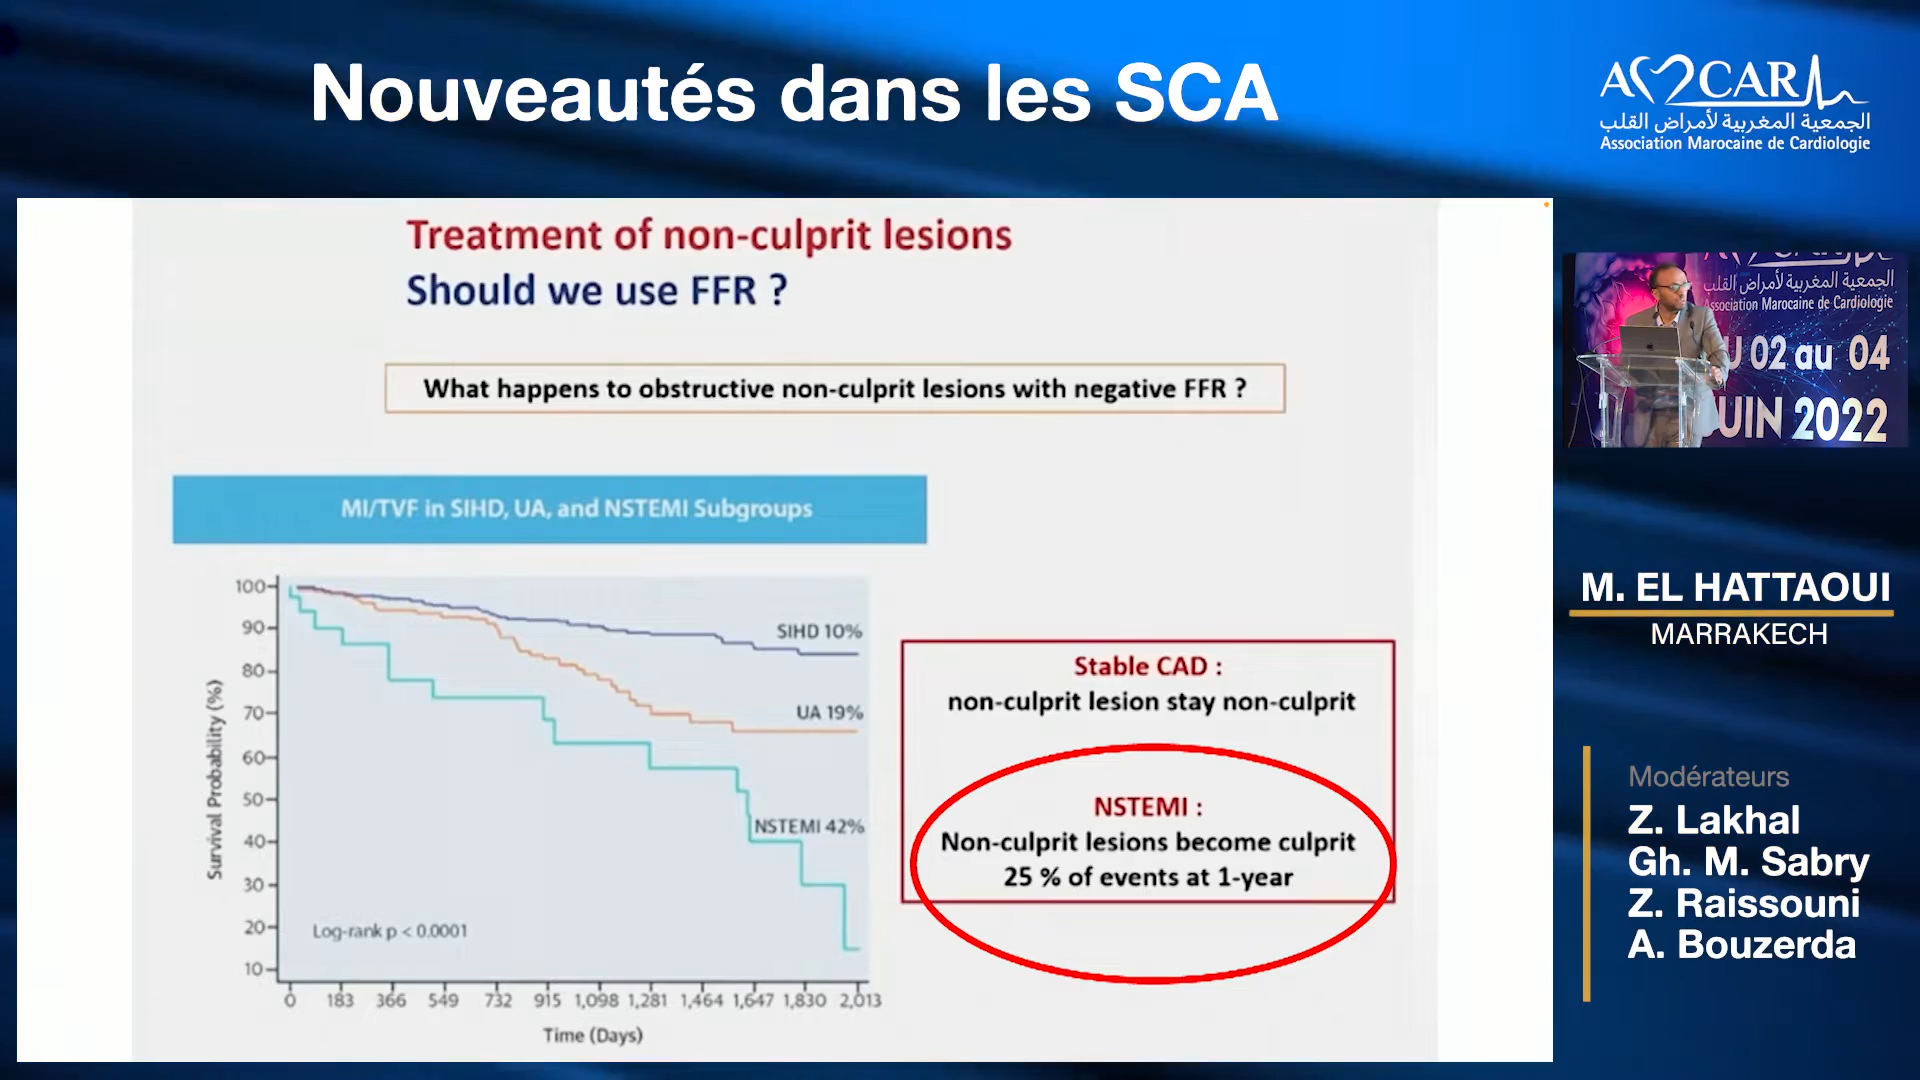 Nouveautés dans les SCA
AMCAR
الجمعية المغربية لأمراض القلب
Association Marocaine de Cardiologie
Treatment of non-culprit lesions
Should we use FFR ?
What happens to obstructive non-culprit lesions with negative FFR ?
MI/TVF in SIHD, UA, and NSTEMI Subgroups
Survival Probability (%)
100
90
80
70
60
50
40
30
20
10
SIHD 10%
UA 19%
NSTEMI 42%
Log-rank p < 0.0001
0 183 366 549 732 915 1,098 1,281 1,464 1,647 1,830 2,013
Time (Days)
Stable CAD :
non-culprit lesion stay non-culprit
NSTEMI :
Non-culprit lesions become culprit
25 % of events at 1-year
الجمعية المغربية لأمراض القلب
Association Marocaine de Cardiologie
U 02 au 04
UIN 2022
M. EL HATTAOUI
MARRAKECH
Modérateurs
Z. Lakhal
Gh. M. Sabry
Z. Raissouni
A. Bouzerda